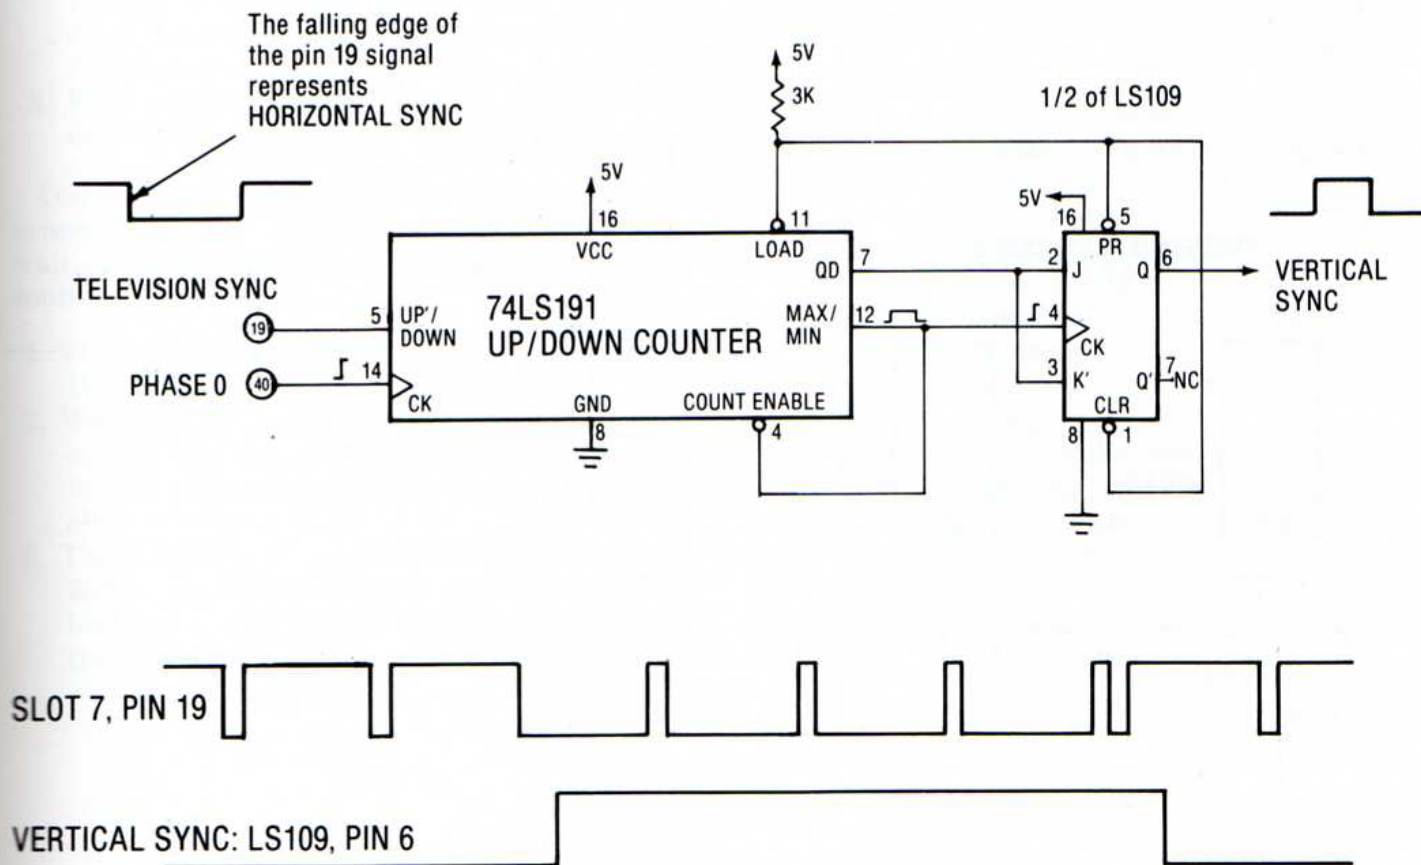 The falling edge of
the pin 19 signal
represents
HORIZONTAL SYNC
5V
3K
1/2 of LS109
5V
16
VCC
11
LOAD
5V
16
5
PR
TELEVISION SYNC
19
5
UP'/
DOWN
74LS191
UP/DOWN COUNTER
QD
7
MAX/
MIN
12
2
J
Q
6
VERTICAL
SYNC
4
CK
PHASE 0
40
14
CK
GND
8
COUNT ENABLE
4
3
K'
Q'
7
NC
CLR
8
1
SLOT 7, PIN 19
VERTICAL SYNC: LS109, PIN 6